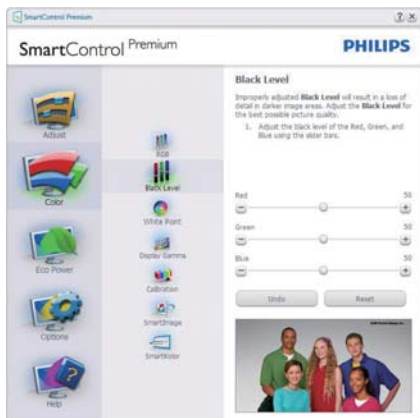 SmartControl Premium
SmartControl Premium
PHILIPS
Adjust
Color
Eco Power
Options
Help
RGB
Black Level
White Point
Display Gamma
Calibration
SmartImage
SmartKolor
Black Level
Improperly adjusted Black Level will result in a loss of
detail in darker image areas. Adjust the Black Level for
the best possible picture quality.
1. Adjust the black level of the Red, Green, and
Blue using the slider bars.
Red 50
Green 50
Blue 50
Undo Reset